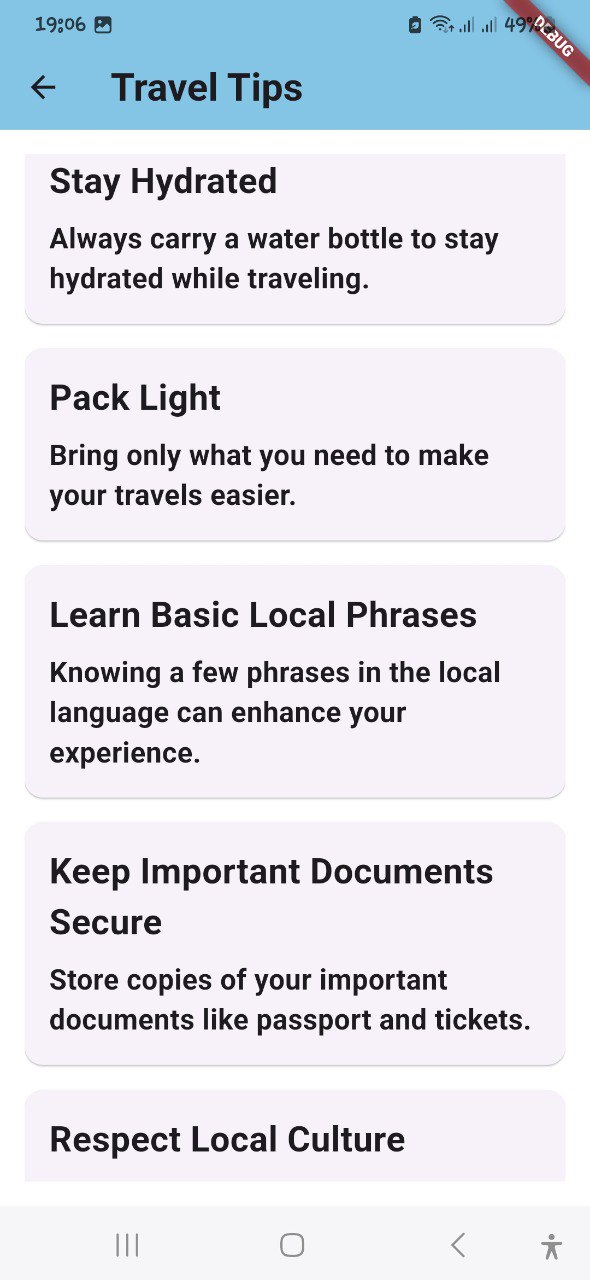 19:06
49%
DEBUG
Travel Tips
Stay Hydrated
Always carry a water bottle to stay
hydrated while traveling.
Pack Light
Bring only what you need to make
your travels easier.
Learn Basic Local Phrases
Knowing a few phrases in the local
language can enhance your
experience.
Keep Important Documents
Secure
Store copies of your important
documents like passport and tickets.
Respect Local Culture